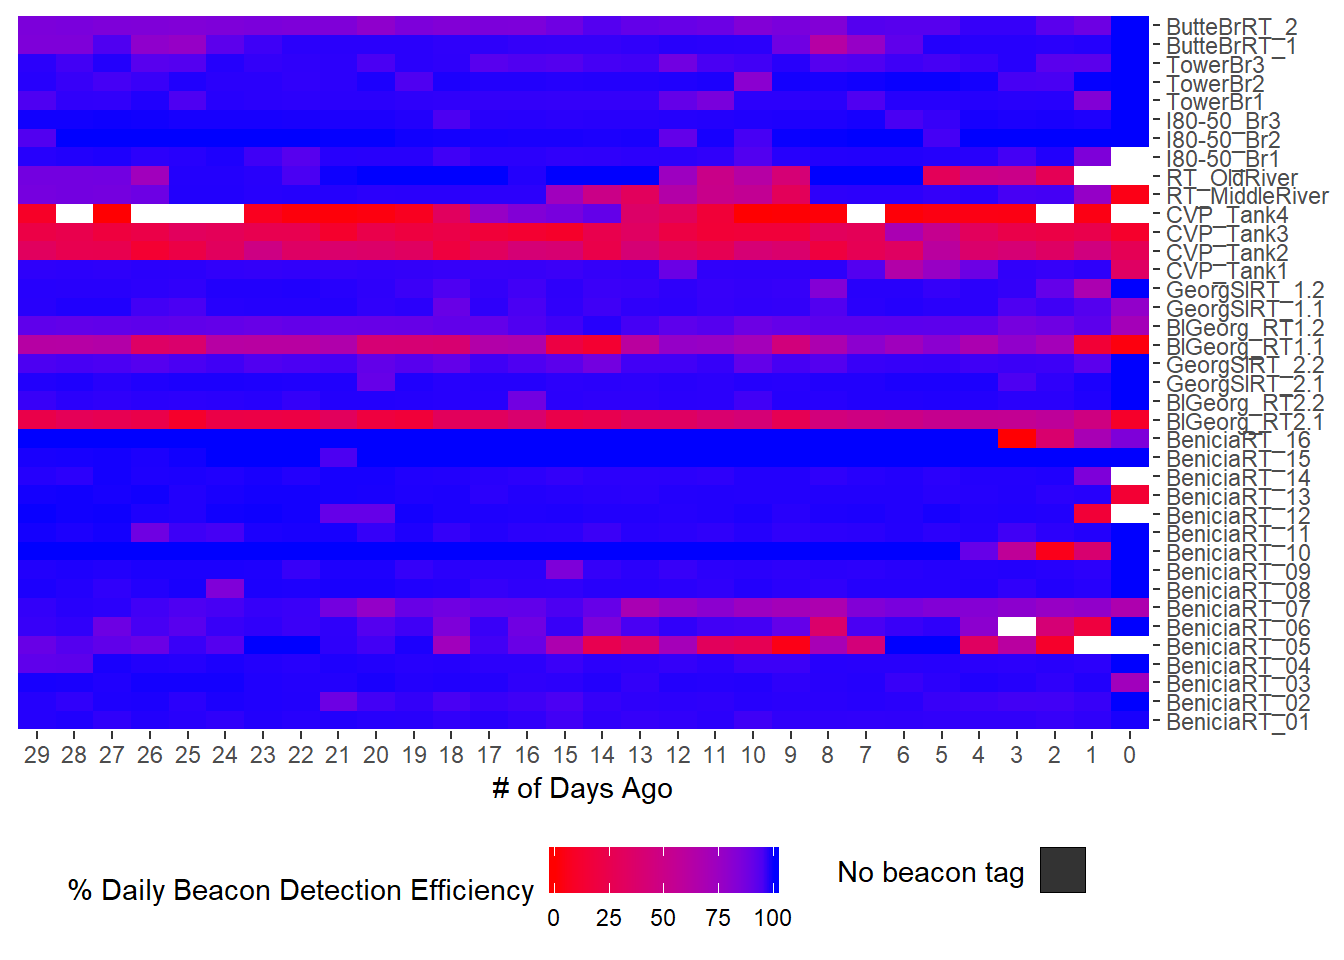 ButteBrRT_2
ButteBrRT_1
TowerBr3
TowerBr2
TowerBr1
I80-50_Br3
I80-50_Br2
I80-50_Br1
RT_OldRiver
RT_MiddleRiver
CVP_Tank4
CVP_Tank3
CVP_Tank2
CVP_Tank1
GeorgSlRT_1.2
GeorgSlRT_1.1
BlGeorg_RT1.2
BlGeorg_RT1.1
GeorgSlRT_2.2
GeorgSlRT_2.1
BlGeorg_RT2.2
BlGeorg_RT2.1
BeniciaRT_16
BeniciaRT_15
BeniciaRT_14
BeniciaRT_13
BeniciaRT_12
BeniciaRT_11
BeniciaRT_10
BeniciaRT_09
BeniciaRT_08
BeniciaRT_07
BeniciaRT_06
BeniciaRT_05
BeniciaRT_04
BeniciaRT_03
BeniciaRT_02
BeniciaRT_01
29 28 27 26 25 24 23 22 21 20 19 18 17 16 15 14 13 12 11 10 9 8 7 6 5 4 3 2 1 0
# of Days Ago
% Daily Beacon Detection Efficiency
0 25 50 75 100
No beacon tag